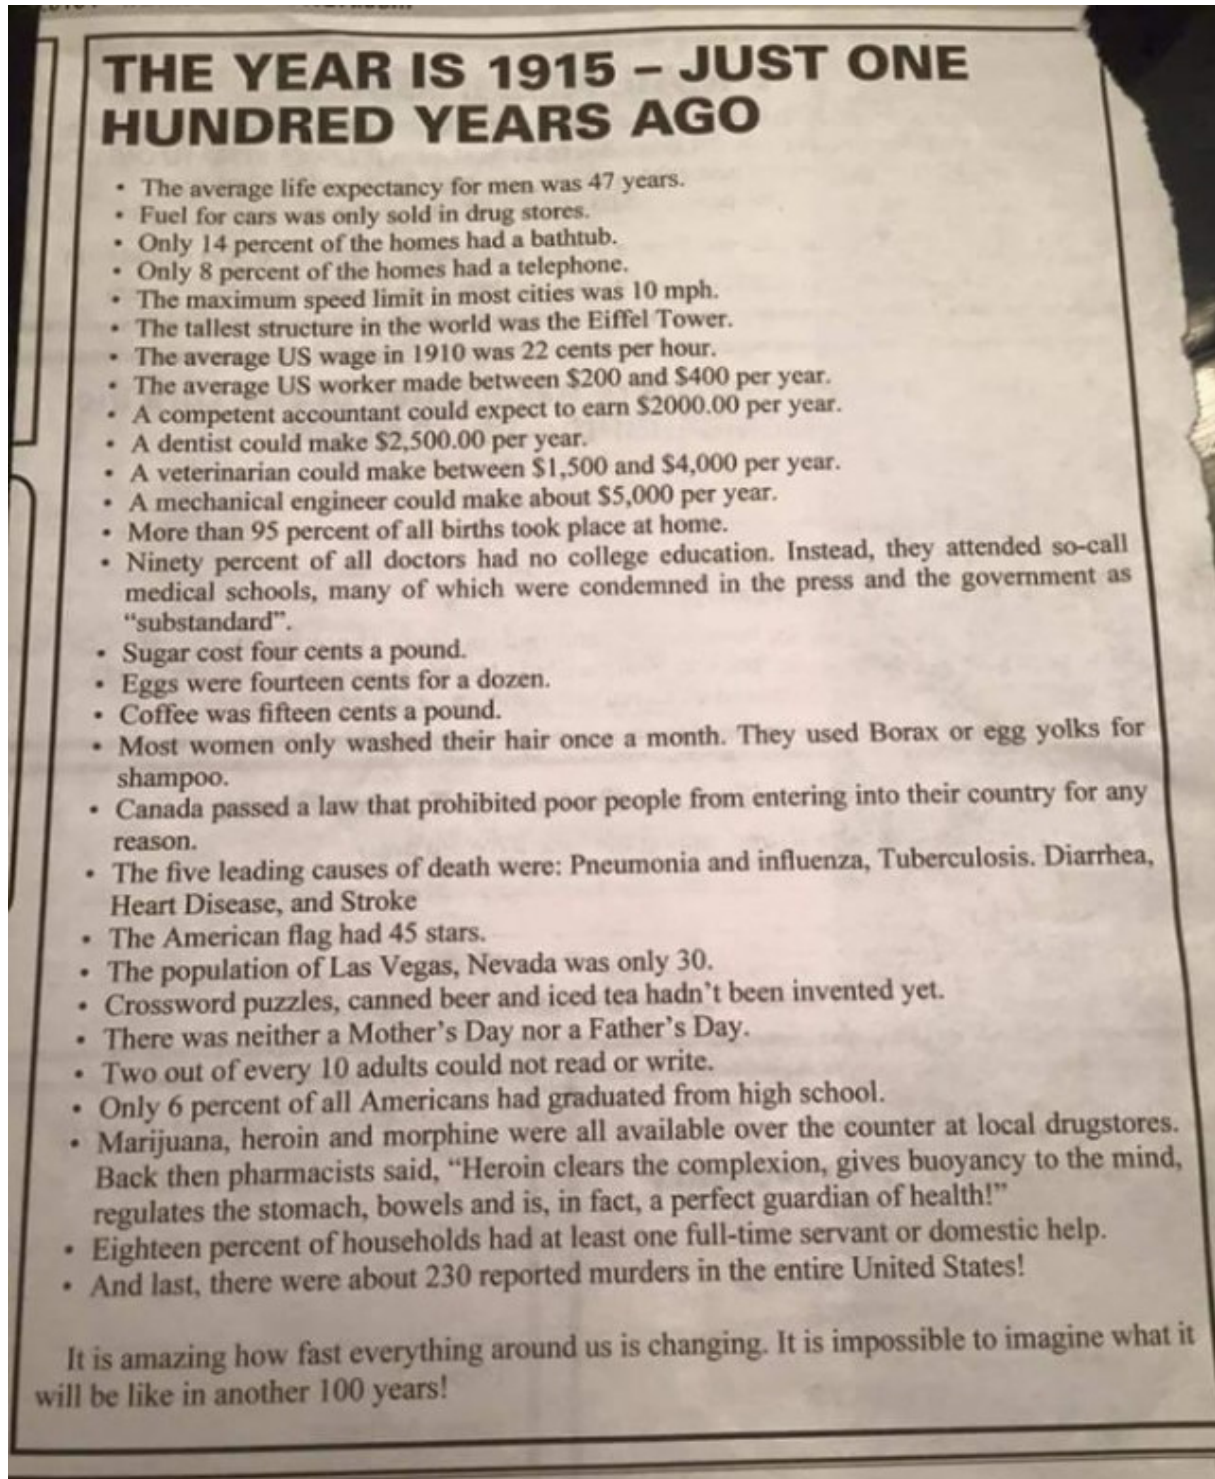 THE YEAR IS 1915 – JUST ONE
HUNDRED YEARS AGO
• The average life expectancy for men was 47 years.
• Fuel for cars was only sold in drug stores.
• Only 14 percent of the homes had a bathtub.
• Only 8 percent of the homes had a telephone.
• The maximum speed limit in most cities was 10 mph.
• The tallest structure in the world was the Eiffel Tower.
• The average US wage in 1910 was 22 cents per hour.
• The average US worker made between $200 and $400 per year.
• A competent accountant could expect to earn $2000.00 per year.
• A dentist could make $2,500.00 per year.
• A veterinarian could make between $1,500 and $4,000 per year.
• A mechanical engineer could make about $5,000 per year.
• More than 95 percent of all births took place at home.
• Ninety percent of all doctors had no college education. Instead, they attended so-call
medical schools, many of which were condemned in the press and the government as
“substandard”.
• Sugar cost four cents a pound.
• Eggs were fourteen cents for a dozen.
• Coffee was fifteen cents a pound.
• Most women only washed their hair once a month. They used Borax or egg yolks for
shampoo.
• Canada passed a law that prohibited poor people from entering into their country for any
reason.
• The five leading causes of death were: Pneumonia and influenza, Tuberculosis. Diarrhea,
Heart Disease, and Stroke
• The American flag had 45 stars.
• The population of Las Vegas, Nevada was only 30.
• Crossword puzzles, canned beer and iced tea hadn’t been invented yet.
• There was neither a Mother’s Day nor a Father’s Day.
• Two out of every 10 adults could not read or write.
• Only 6 percent of all Americans had graduated from high school.
• Marijuana, heroin and morphine were all available over the counter at local drugstores.
Back then pharmacists said, “Heroin clears the complexion, gives buoyancy to the mind,
regulates the stomach, bowels and is, in fact, a perfect guardian of health!”
• Eighteen percent of households had at least one full-time servant or domestic help.
• And last, there were about 230 reported murders in the entire United States!
It is amazing how fast everything around us is changing. It is impossible to imagine what it
will be like in another 100 years!